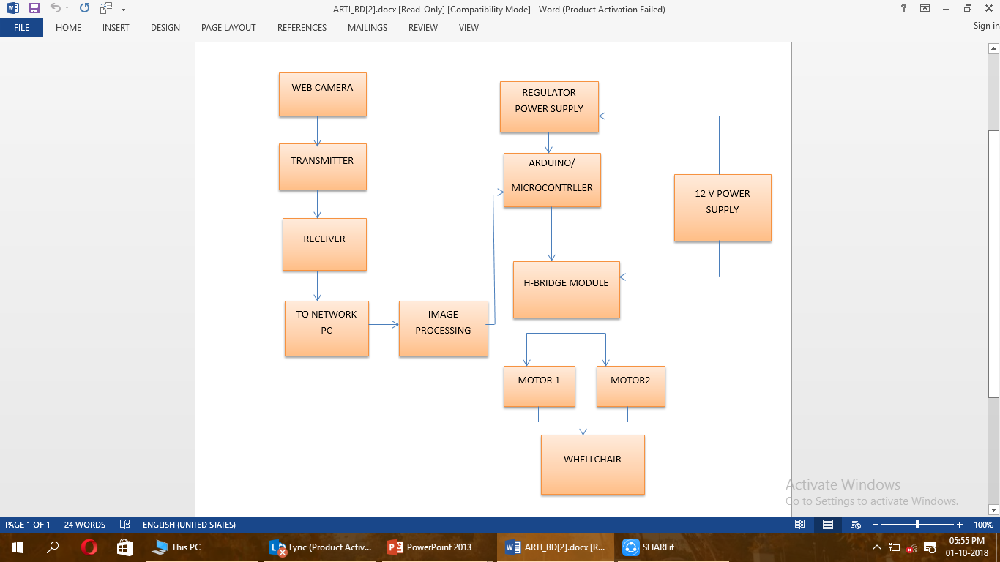 ARTI_BD[2].docx [Read-Only] [Compatibility Mode] - Word (Product Activation Failed)
?
FILE HOME INSERT DESIGN PAGE LAYOUT REFERENCES MAILINGS REVIEW VIEW
Sign in
WEB CAMERA
TRANSMITTER
RECEIVER
TO NETWORK
PC
IMAGE
PROCESSING
REGULATOR
POWER SUPPLY
ARDUINO/
MICROCONTRLLER
12 V POWER
SUPPLY
H-BRIDGE MODULE
MOTOR 1
MOTOR2
WHELLCHAIR
Activate Windows
Go to Settings to activate Windows.
PAGE 1 OF 1 24 WORDS ENGLISH (UNITED STATES) 100%
This PC
Lync (Product Activ...
PowerPoint 2013
ARTI_BD[2].docx [R...
SHAREit
05:55 PM
01-10-2018